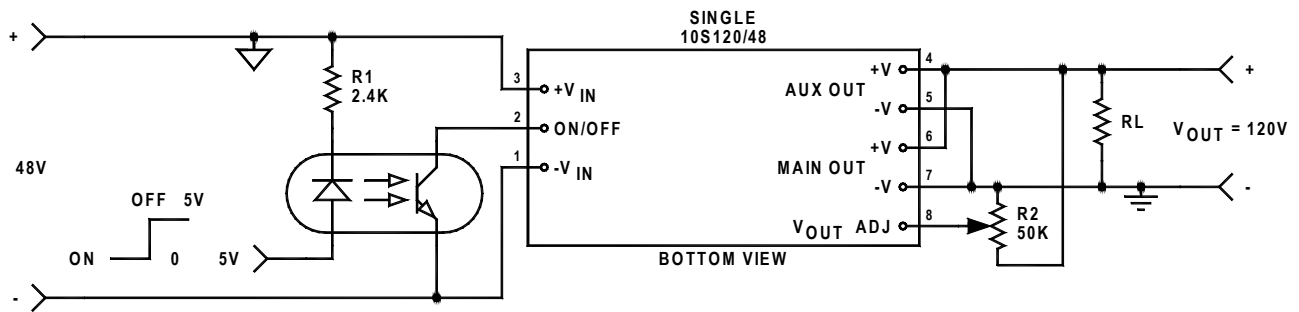 SINGLE
10S120/48
+
R1
2.4K
3
+V IN
2
ON/OFF
1
-V IN
48V
OFF 5V
ON
0
5V
-
+V
4
AUX OUT
-V
5
+V
6
MAIN OUT
-V
7
V OUT ADJ
8
BOTTOM VIEW
R2
50K
RL
+
V OUT = 120V
-